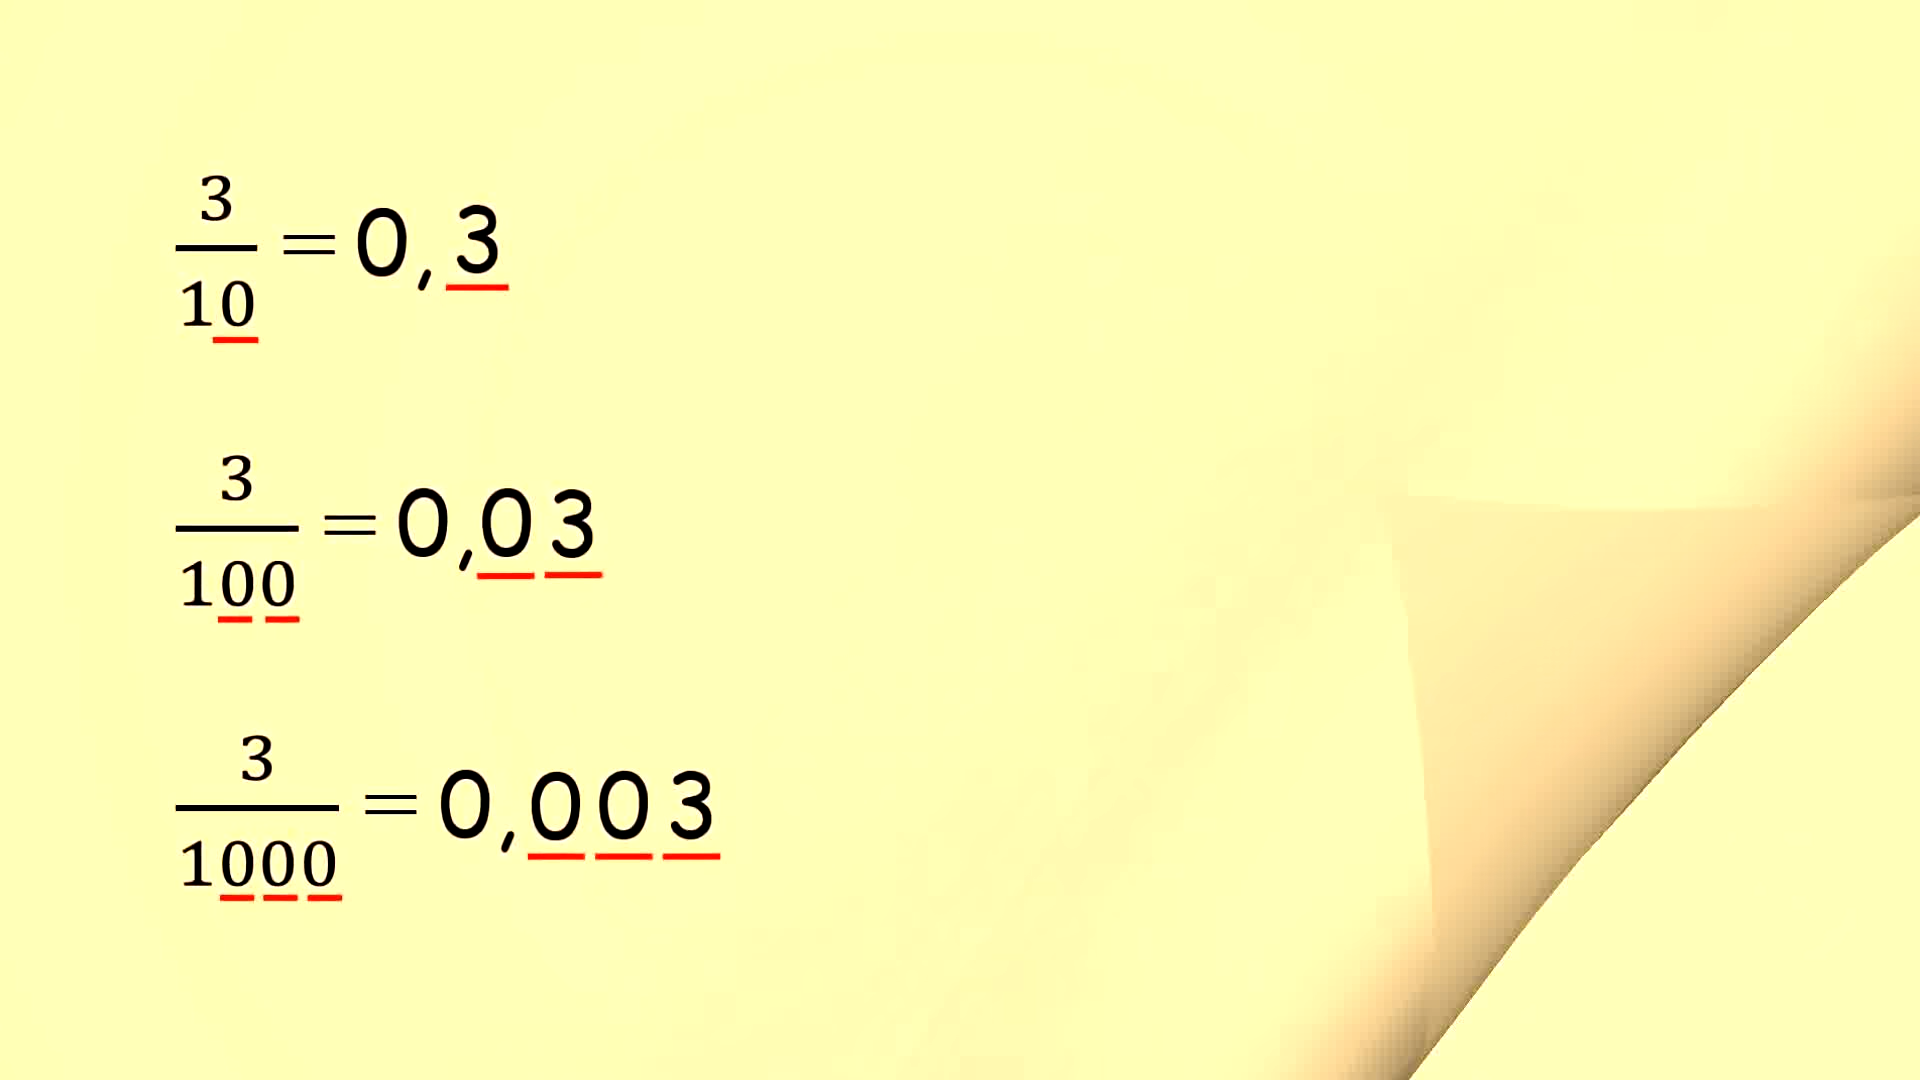 3/10 = 0,3
3/100 = 0,03
3/1000 = 0,003